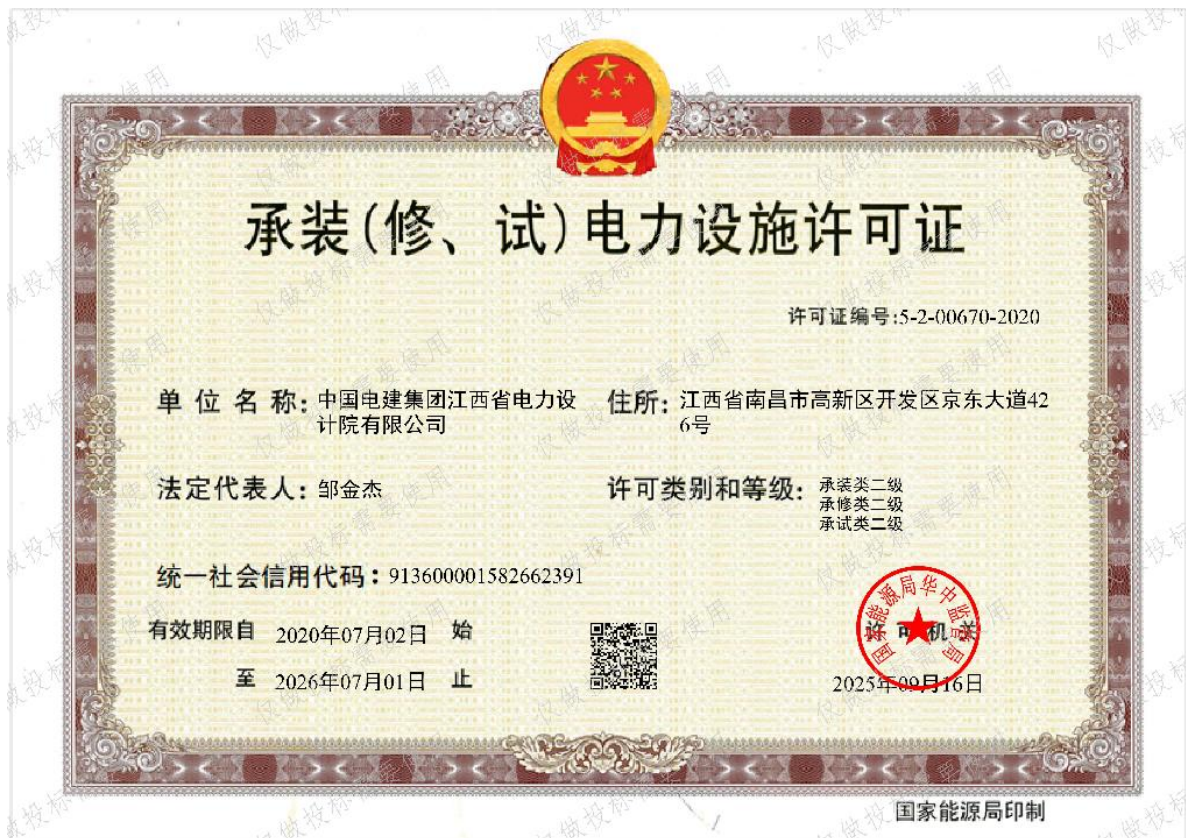 承装(修、试)电力设施许可证
许可证编号:5-2-00670-2020
单位名称:中国电建集团江西省电力设
计院有限公司
住所:江西省南昌市高新区开发区京东大道42
6号
法定代表人:邹金杰
许可类别和等级:承装类二级
承修类二级
承试类二级
统一社会信用代码:913600001582662391
有效期限自 2020年07月02日 始
至 2026年07月01日 止
国家能源局华中监管局
许可机关
2025年09月16日
国家能源局印制
仅做投标需要使用